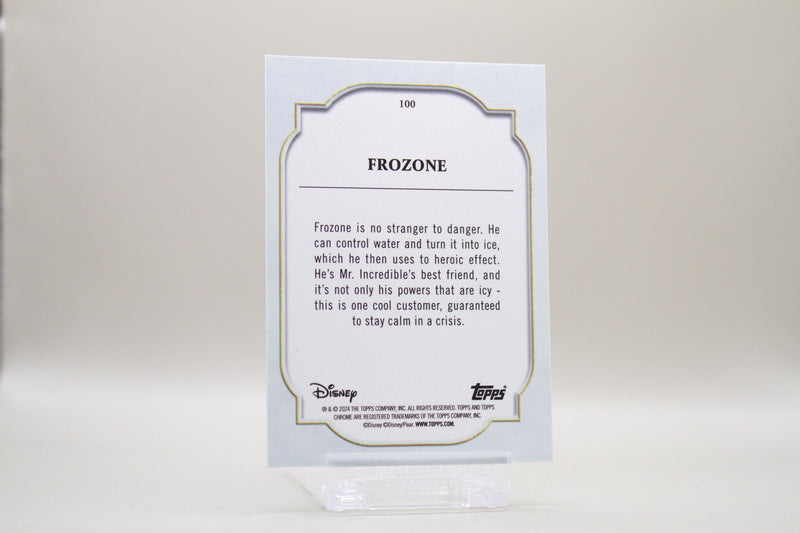 100
FROZONE
Frozone is no stranger to danger. He
can control water and turn it into ice,
which he then uses to heroic effect.
He's Mr. Incredible's best friend, and
it's not only his powers that are icy -
this is one cool customer, guaranteed
to stay calm in a crisis.
Disney
topps®
® & © 2024 THE TOPPS COMPANY, INC. ALL RIGHTS RESERVED. TOPPS AND TOPPS
CHROME ARE REGISTERED TRADEMARKS OF THE TOPPS COMPANY, INC.
©Disney ©Disney/Pixar. WWW.TOPPS.COM.